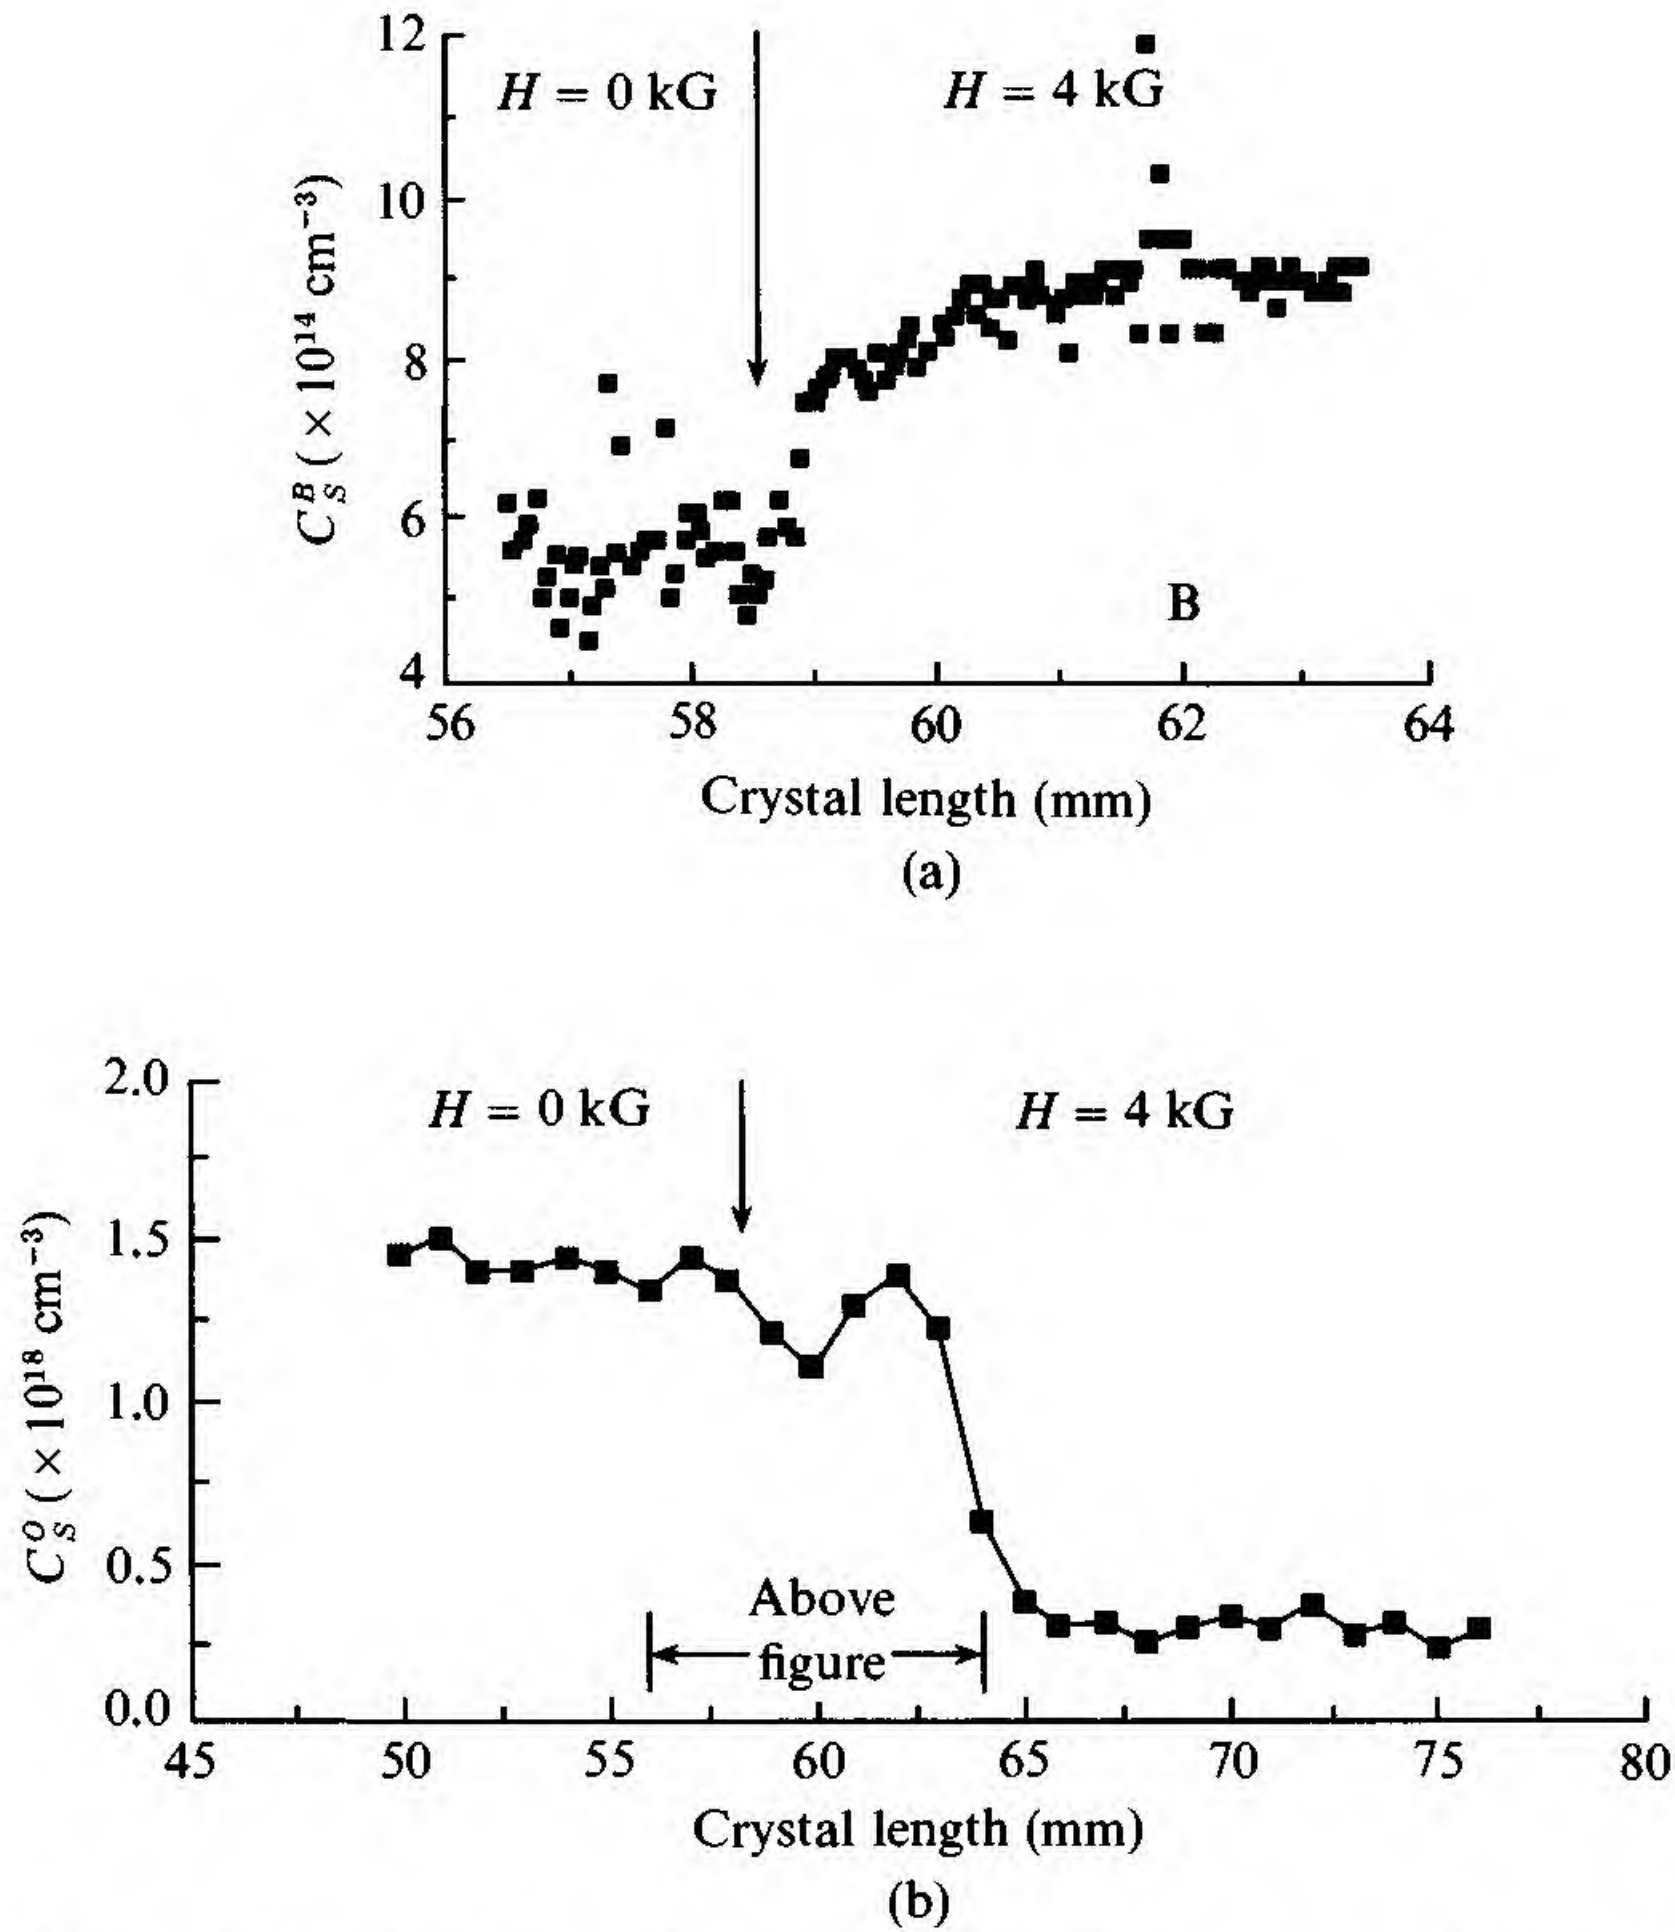 12
H = 0 kG
H = 4 kG
10
8
6
4
C_S^B (× 10^14 cm^−3)
B
56 58 60 62 64
Crystal length (mm)
(a)
2.0
H = 0 kG
H = 4 kG
1.5
1.0
0.5
0.0
C_S^O (× 10^18 cm^−3)
Above
figure
45 50 55 60 65 70 75 80
Crystal length (mm)
(b)